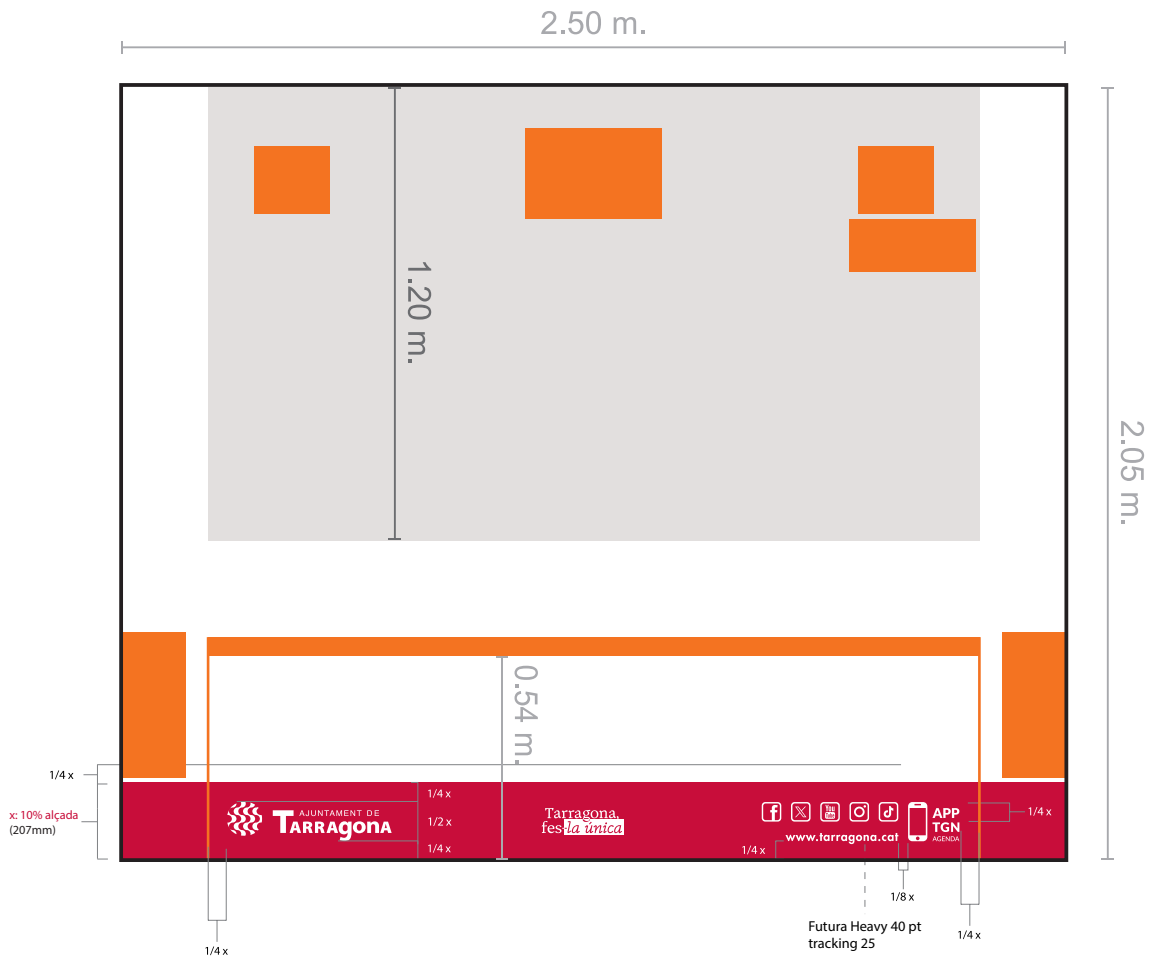 2.50 m.
1.20 m.
2.05 m.
0.54 m.
1/4 x
x: 10% alçada
(207mm)
AJUNTAMENT DE
TARRAgONA
1/4 x
1/2 x
1/4 x
Tarragona,
fes-la única
You
Tube
www.tarragona.cat
1/4 x
APP
TGN
AGENDA
1/4 x
1/8 x
Futura Heavy 40 pt
tracking 25
1/4 x
1/4 x